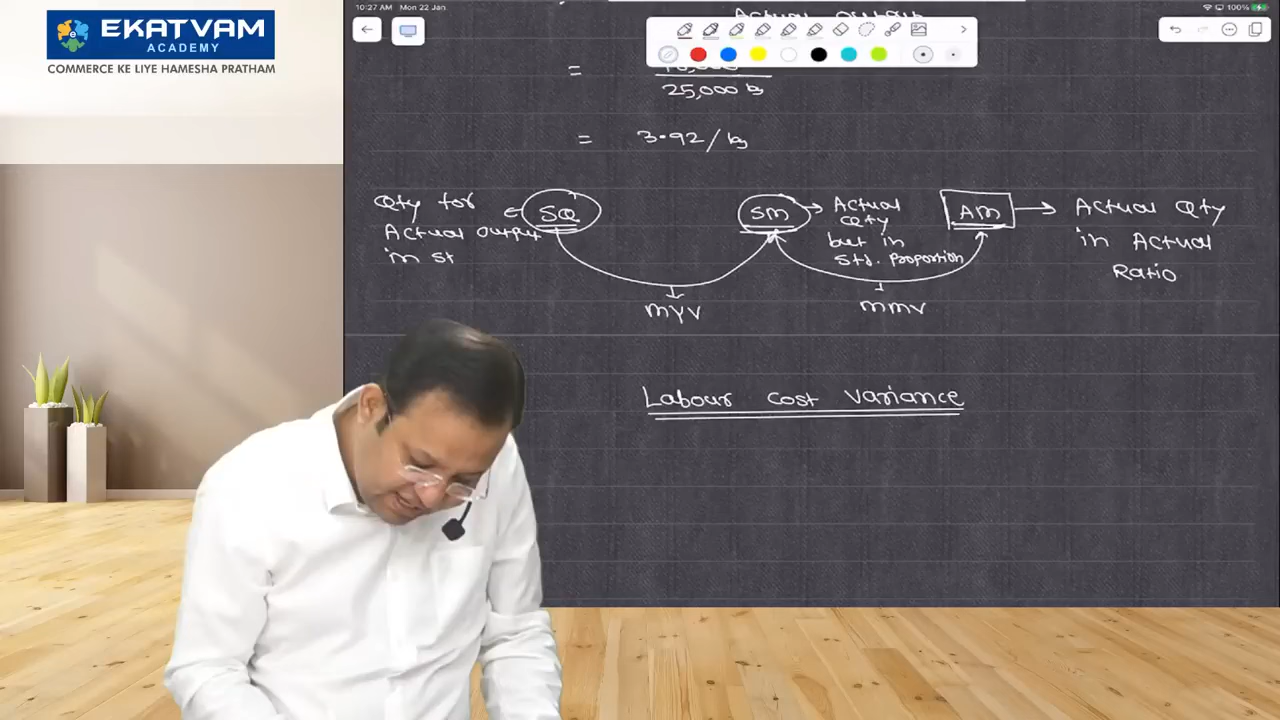 EKATVAM
ACADEMY
COMMERCE KE LIYE HAMESHA PRATHAM
10:27 AM Mon 22 Jan
100%
=
25,000 kg
= 3.92/kg
Qty for
Actual output
in st
SQ
SM
Actual
Qty
but in
std. proportion
AM
Actual Qty
in Actual
Ratio
MYV
MMV
Labour cost variance